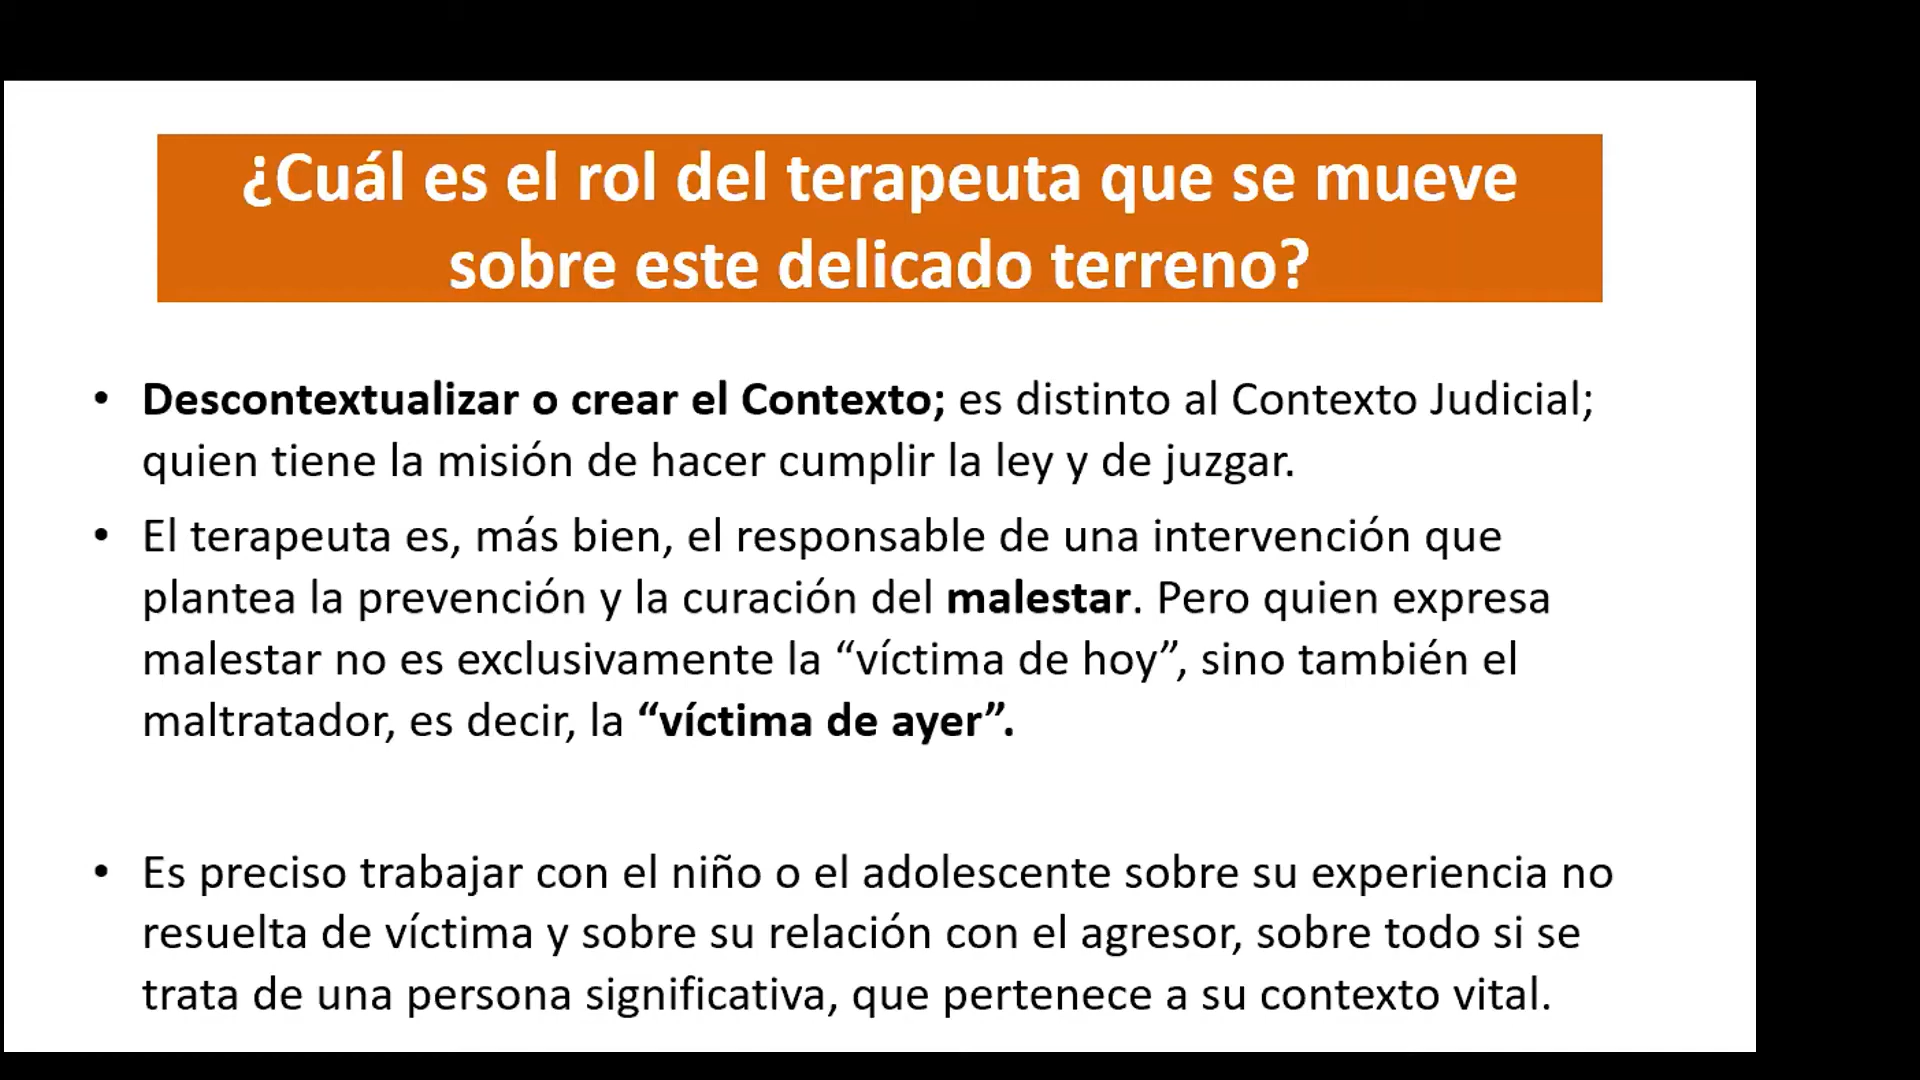 ¿Cuál es el rol del terapeuta que se mueve
sobre este delicado terreno?
• Descontextualizar o crear el Contexto; es distinto al Contexto Judicial;
quien tiene la misión de hacer cumplir la ley y de juzgar.
• El terapeuta es, más bien, el responsable de una intervención que
plantea la prevención y la curación del malestar. Pero quien expresa
malestar no es exclusivamente la “víctima de hoy”, sino también el
maltratador, es decir, la “víctima de ayer”.
• Es preciso trabajar con el niño o el adolescente sobre su experiencia no
resuelta de víctima y sobre su relación con el agresor, sobre todo si se
trata de una persona significativa, que pertenece a su contexto vital.